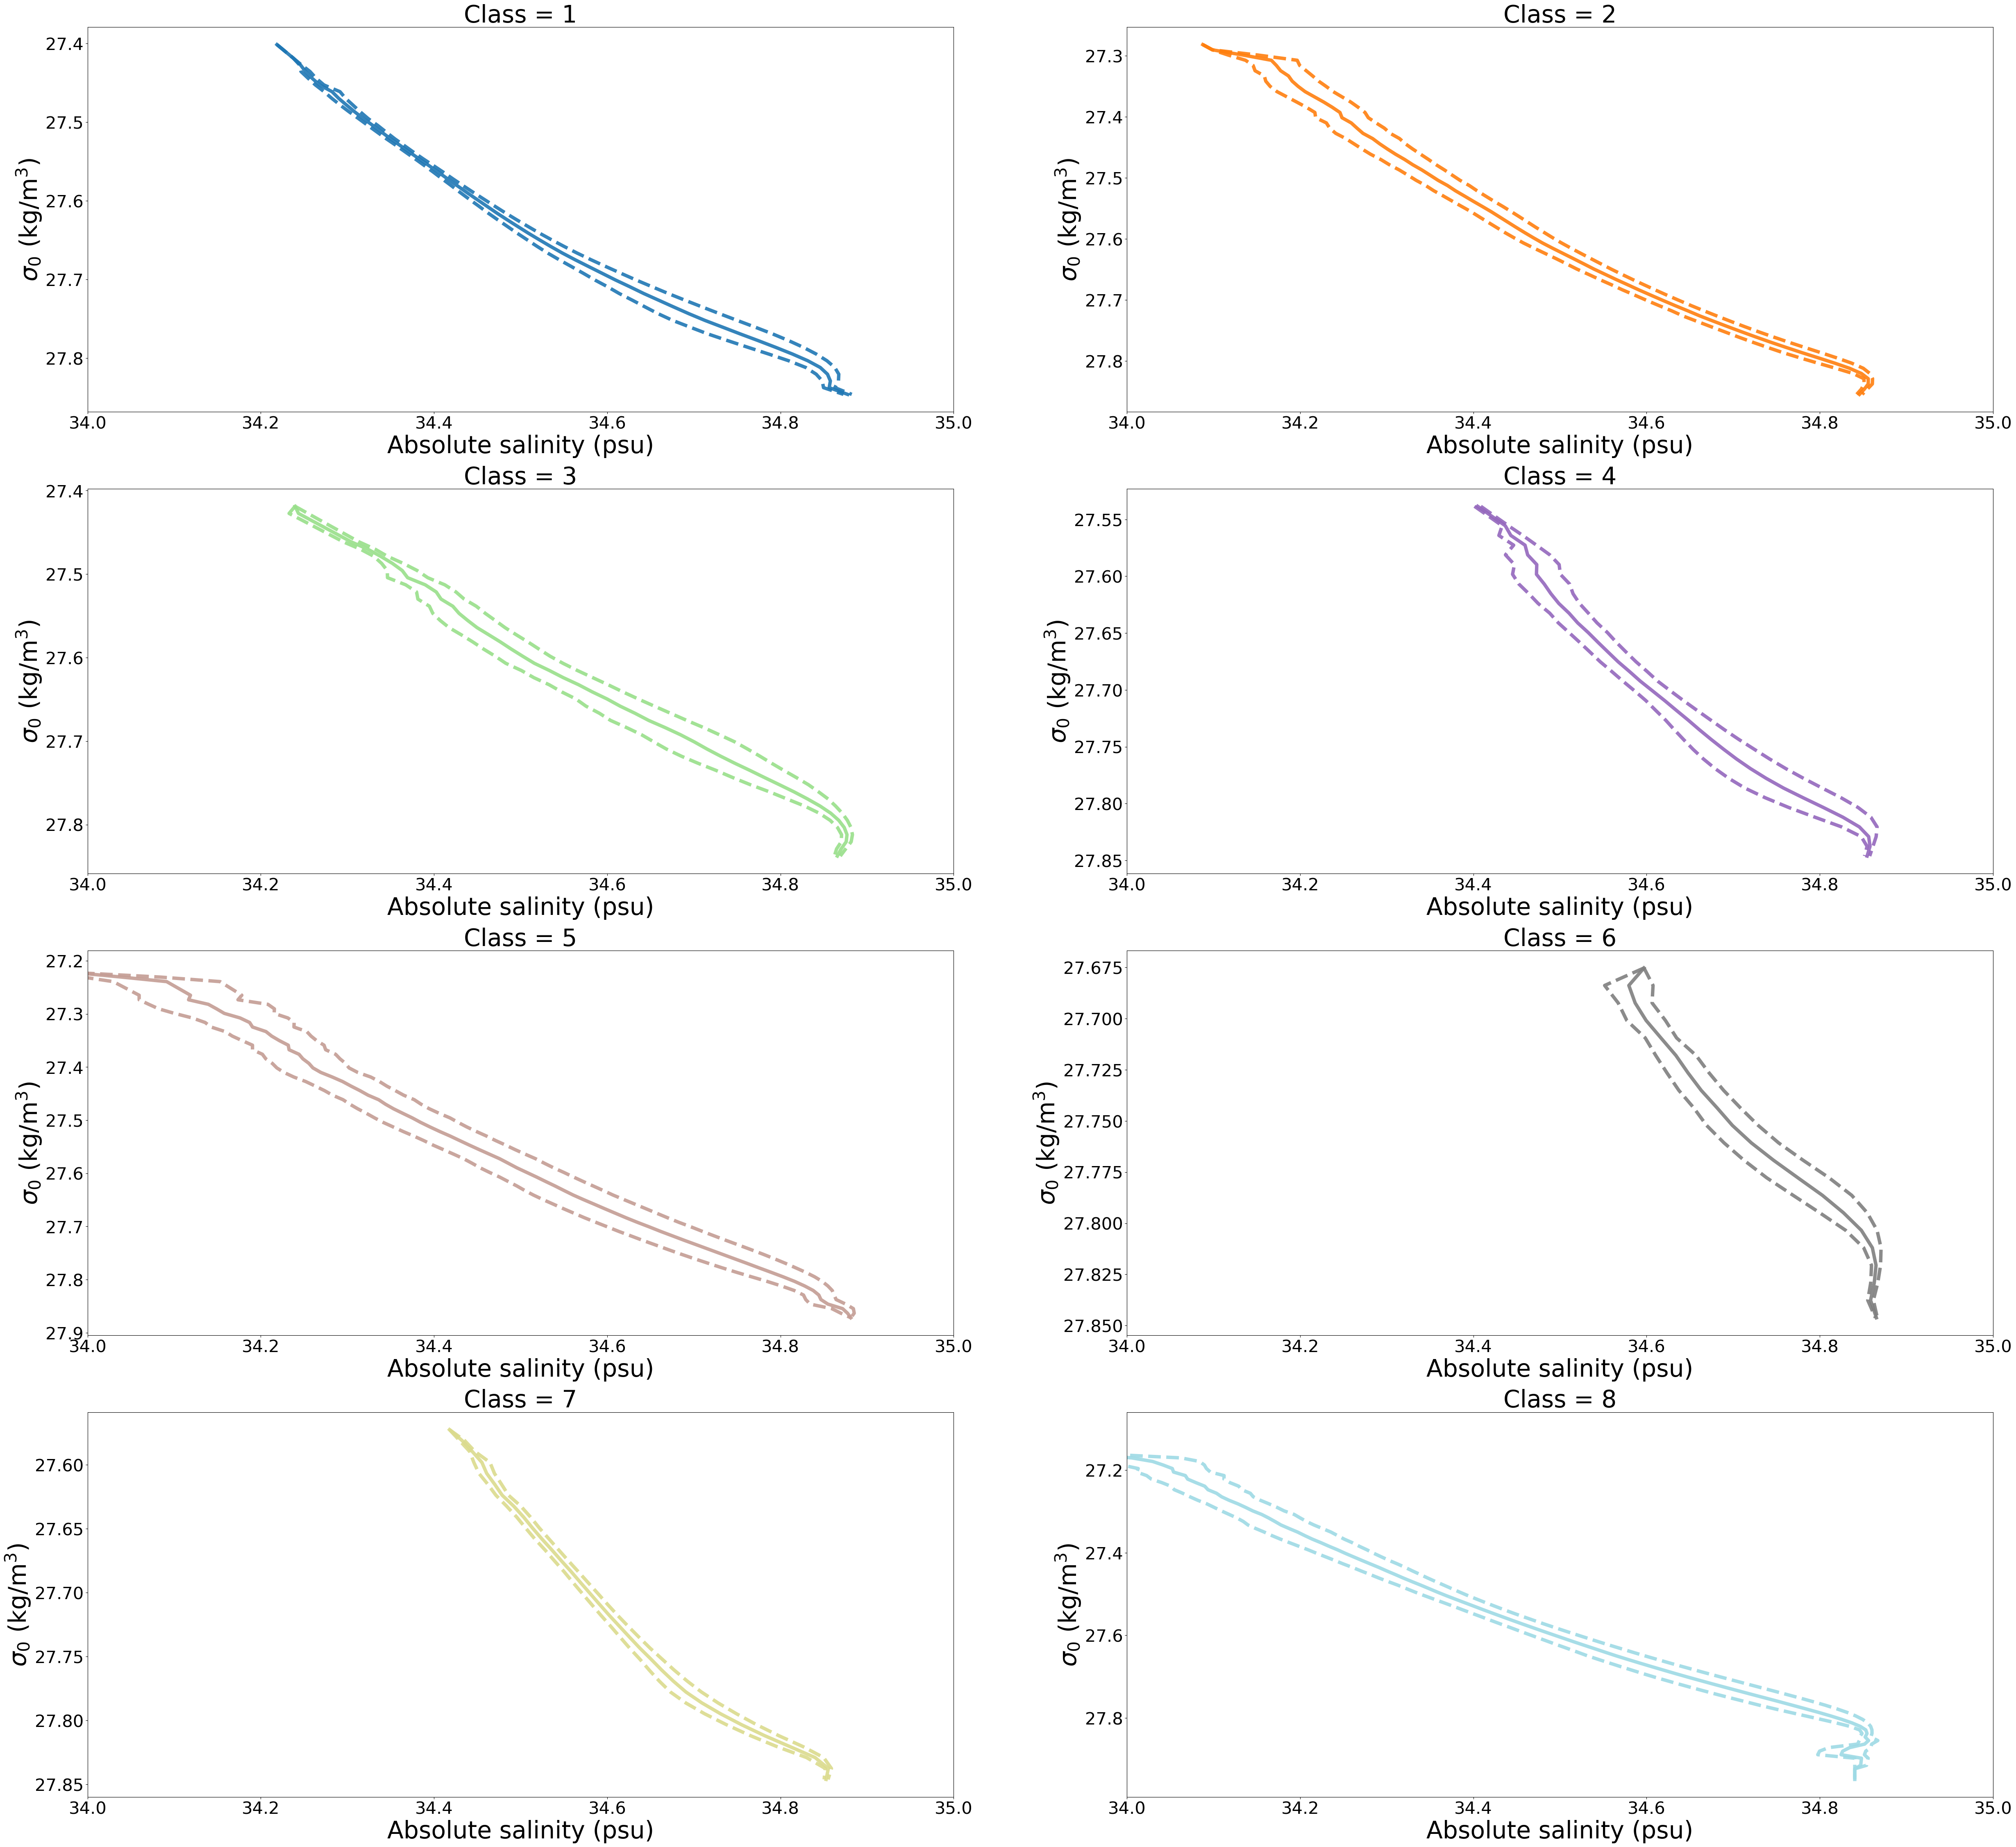 Class = 1
27.4
27.5
27.6
27.7
27.8
σ₀ (kg/m³)
34.0 34.2 34.4 34.6 34.8 35.0
Absolute salinity (psu)
Class = 2
27.3
27.4
27.5
27.6
27.7
27.8
σ₀ (kg/m³)
34.0 34.2 34.4 34.6 34.8 35.0
Absolute salinity (psu)
Class = 3
27.4
27.5
27.6
27.7
27.8
σ₀ (kg/m³)
34.0 34.2 34.4 34.6 34.8 35.0
Absolute salinity (psu)
Class = 4
27.55
27.60
27.65
27.70
27.75
27.80
27.85
σ₀ (kg/m³)
34.0 34.2 34.4 34.6 34.8 35.0
Absolute salinity (psu)
Class = 5
27.2
27.3
27.4
27.5
27.6
27.7
27.8
27.9
σ₀ (kg/m³)
34.0 34.2 34.4 34.6 34.8 35.0
Absolute salinity (psu)
Class = 6
27.675
27.700
27.725
27.750
27.775
27.800
27.825
27.850
σ₀ (kg/m³)
34.0 34.2 34.4 34.6 34.8 35.0
Absolute salinity (psu)
Class = 7
27.60
27.65
27.70
27.75
27.80
27.85
σ₀ (kg/m³)
34.0 34.2 34.4 34.6 34.8 35.0
Absolute salinity (psu)
Class = 8
27.2
27.4
27.6
27.8
σ₀ (kg/m³)
34.0 34.2 34.4 34.6 34.8 35.0
Absolute salinity (psu)